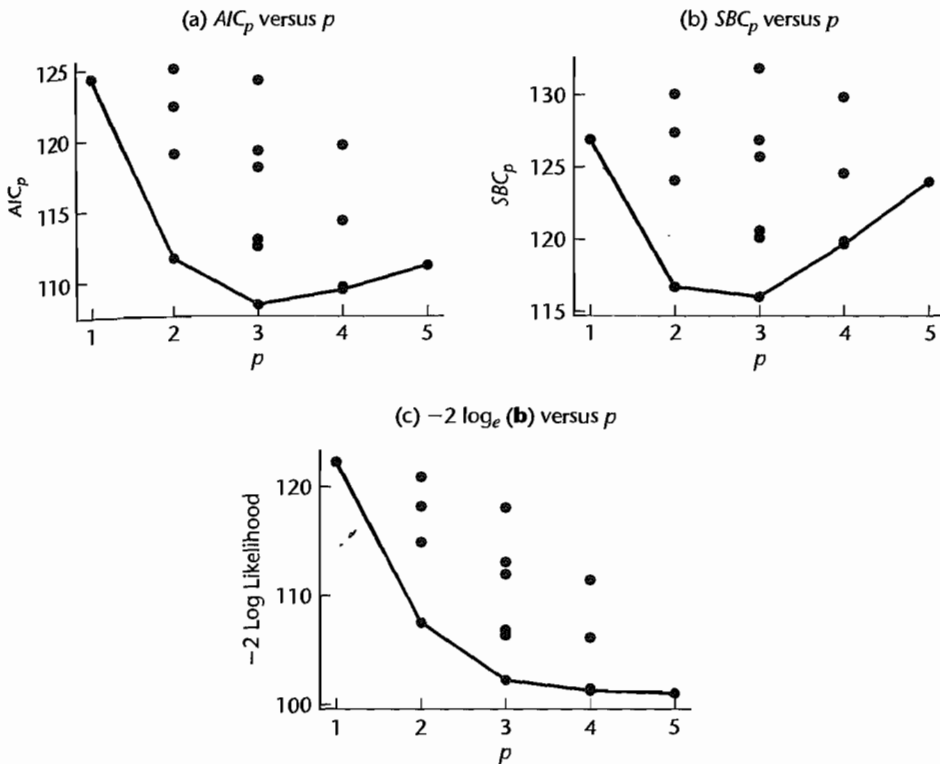 (a) AICp versus p
(b) SBCp versus p
125
120
115
110
AICp
1 2 3 4 5
p
130
125
120
115
SBCp
1 2 3 4 5
p
(c) −2 logₑ (b) versus p
120
110
100
−2 Log Likelihood
1 2 3 4 5
p